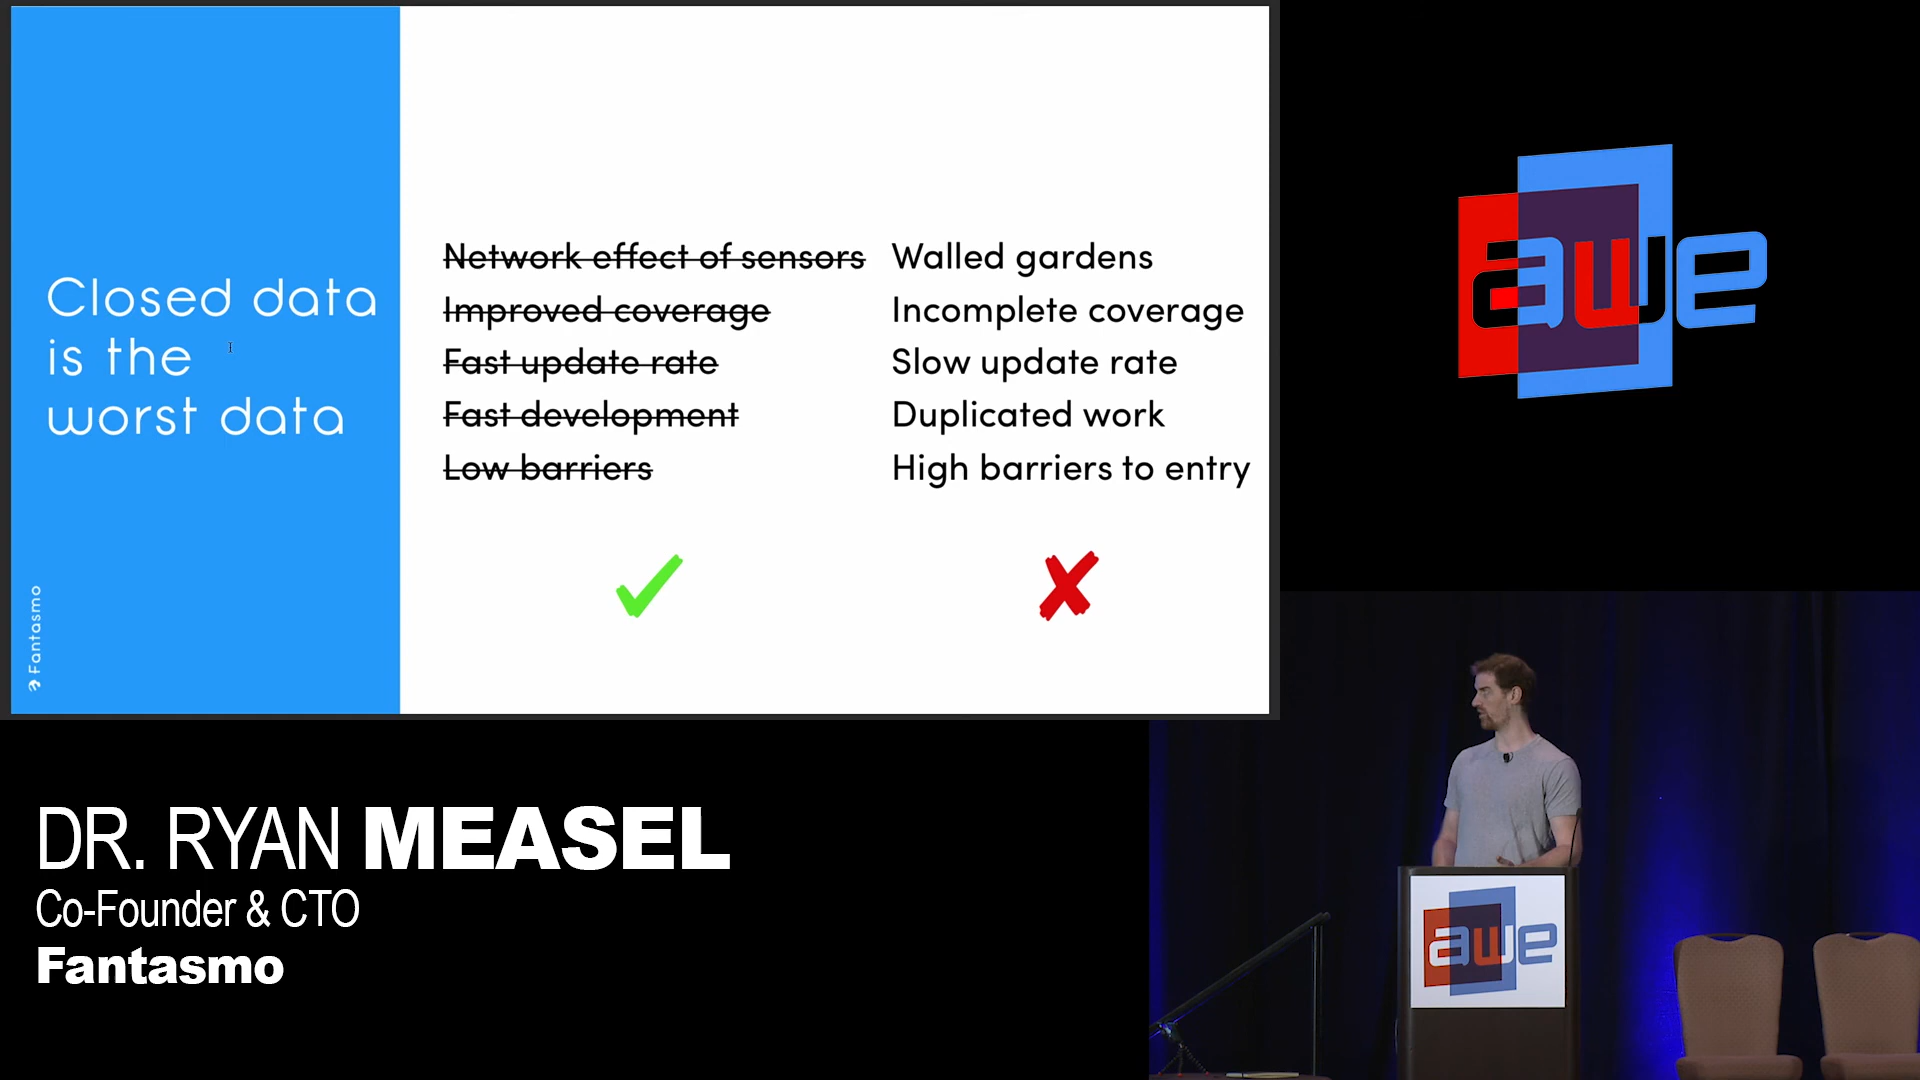 Closed data
is the
worst data
Fantasmo
Network effect of sensors
Improved coverage
Fast update rate
Fast development
Low barriers
Walled gardens
Incomplete coverage
Slow update rate
Duplicated work
High barriers to entry
awe
DR. RYAN MEASEL
Co-Founder & CTO
Fantasmo
awe